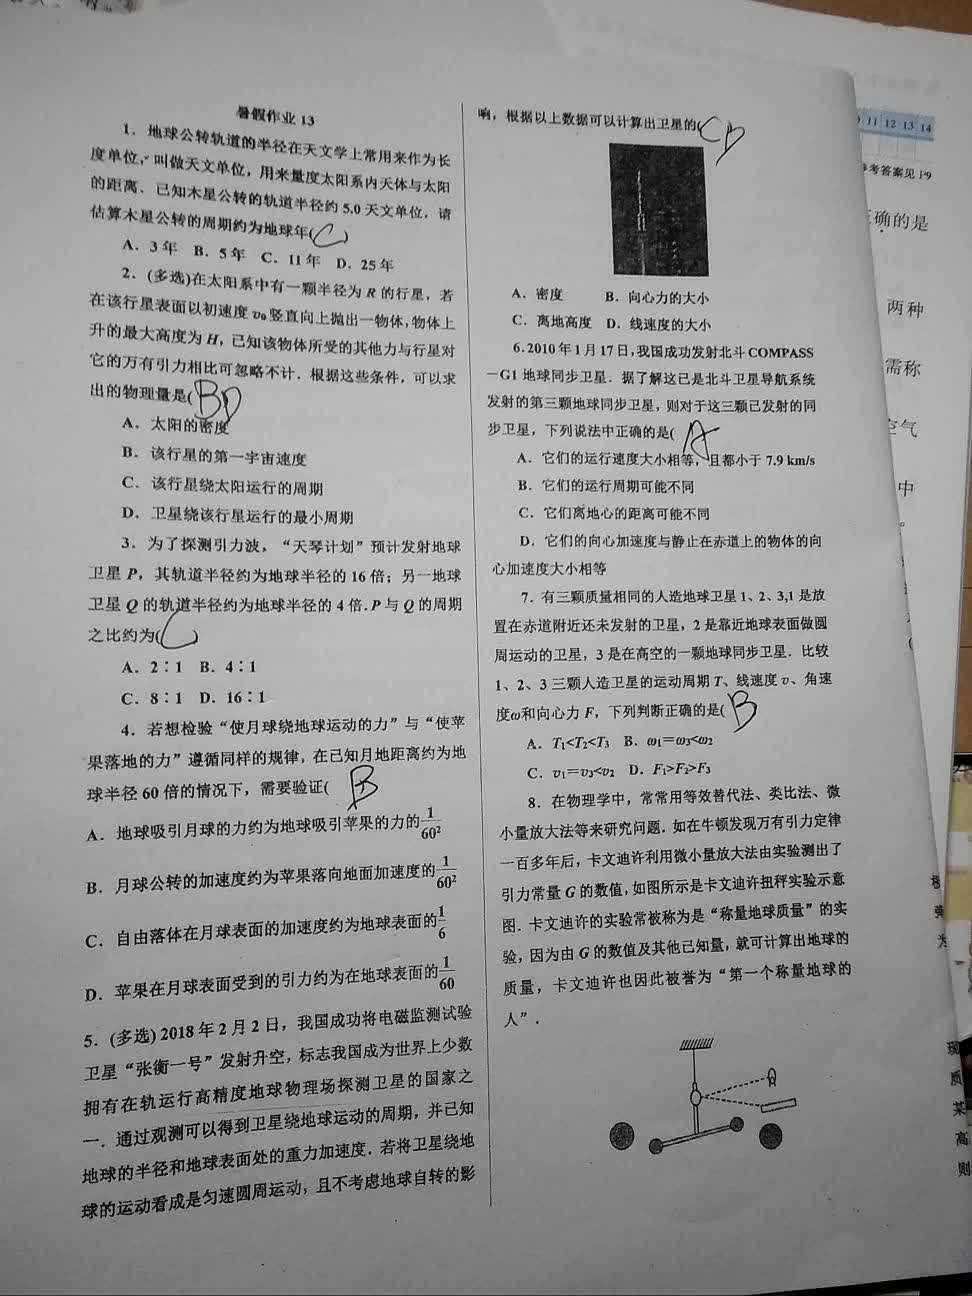 暑假作业 13
1．地球公转轨道的半径在天文学上常用来作为长
度单位，叫做天文单位，用来量度太阳系内天体与太阳
的距离．已知木星公转的轨道半径约 5.0 天文单位，请
估算木星公转的周期约为地球年( C )
A．3 年 B．5 年 C．11 年 D．25 年
2．(多选)在太阳系中有一颗半径为 R 的行星，若
在该行星表面以初速度 v₀ 竖直向上抛出一物体，物体上
升的最大高度为 H，已知该物体所受的其他力与行星对
它的万有引力相比可忽略不计．根据这些条件，可以求
出的物理量是( BD
A．太阳的密度
B．该行星的第一宇宙速度
C．该行星绕太阳运行的周期
D．卫星绕该行星运行的最小周期
3．为了探测引力波，“天琴计划”预计发射地球
卫星 P，其轨道半径约为地球半径的 16 倍；另一地球
卫星 Q 的轨道半径约为地球半径的 4 倍．P 与 Q 的周期
之比约为( C )
A．2∶1 B．4∶1
C．8∶1 D．16∶1
4．若想检验“使月球绕地球运动的力”与“使苹
果落地的力”遵循同样的规律，在已知月地距离约为地
球半径 60 倍的情况下，需要验证( B
A．地球吸引月球的力约为地球吸引苹果的力的1/60²
B．月球公转的加速度约为苹果落向地面加速度的1/60²
C．自由落体在月球表面的加速度约为地球表面的1/6
D．苹果在月球表面受到的引力约为在地球表面的1/60
5．(多选) 2018 年 2 月 2 日，我国成功将电磁监测试验
卫星“张衡一号”发射升空，标志我国成为世界上少数
拥有在轨运行高精度地球物理场探测卫星的国家之
一．通过观测可以得到卫星绕地球运动的周期，并已知
地球的半径和地球表面处的重力加速度．若将卫星绕地
球的运动看成是匀速圆周运动，且不考虑地球自转的影
响，根据以上数据可以计算出卫星的( CD
A．密度 B．向心力的大小
C．离地高度 D．线速度的大小
6.2010 年 1 月 17 日，我国成功发射北斗 COMPASS
－G1 地球同步卫星．据了解这已是北斗卫星导航系统
发射的第三颗地球同步卫星，则对于这三颗已发射的同
步卫星，下列说法中正确的是( A
A．它们的运行速度大小相等，且都小于 7.9 km/s
B．它们的运行周期可能不同
C．它们离地心的距离可能不同
D．它们的向心加速度与静止在赤道上的物体的向
心加速度大小相等
7．有三颗质量相同的人造地球卫星 1、2、3,1 是放
置在赤道附近还未发射的卫星，2 是靠近地球表面做圆
周运动的卫星，3 是在高空的一颗地球同步卫星．比较
1、2、3 三颗人造卫星的运动周期 T、线速度 v、角速
度ω和向心力 F，下列判断正确的是( B
A．T₁<T₂<T₃ B．ω₁＝ω₃<ω₂
C．v₁＝v₃<v₂ D．F₁>F₂>F₃
8．在物理学中，常常用等效替代法、类比法、微
小量放大法等来研究问题．如在牛顿发现万有引力定律
一百多年后，卡文迪许利用微小量放大法由实验测出了
引力常量 G 的数值，如图所示是卡文迪许扭秤实验示意
图．卡文迪许的实验常被称为是“称量地球质量”的实
验，因为由 G 的数值及其他已知量，就可计算出地球的
质量，卡文迪许也因此被誉为“第一个称量地球的
人”．
11 12 13 14
参考答案见 P9
正确的是
两种
需称
空气
中